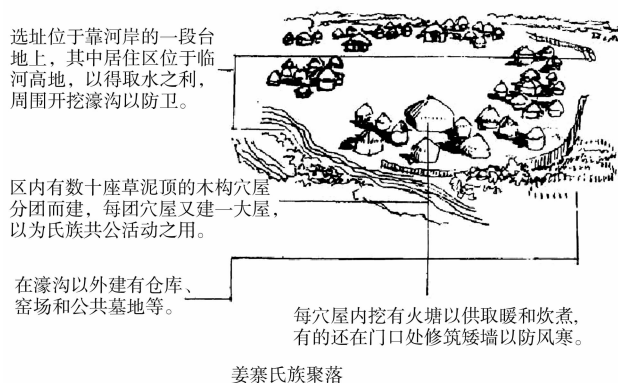 选址位于靠河岸的一段台
地上，其中居住区位于临
河高地，以得取水之利，
周围开挖濠沟以防卫。
区内有数十座草泥顶的木构穴屋
分团而建，每团穴屋又建一大屋，
以为氏族共公活动之用。
在濠沟以外建有仓库、
窑场和公共墓地等。
每穴屋内挖有火塘以供取暖和炊煮，
有的还在门口处修筑矮墙以防风寒。
姜寨氏族聚落